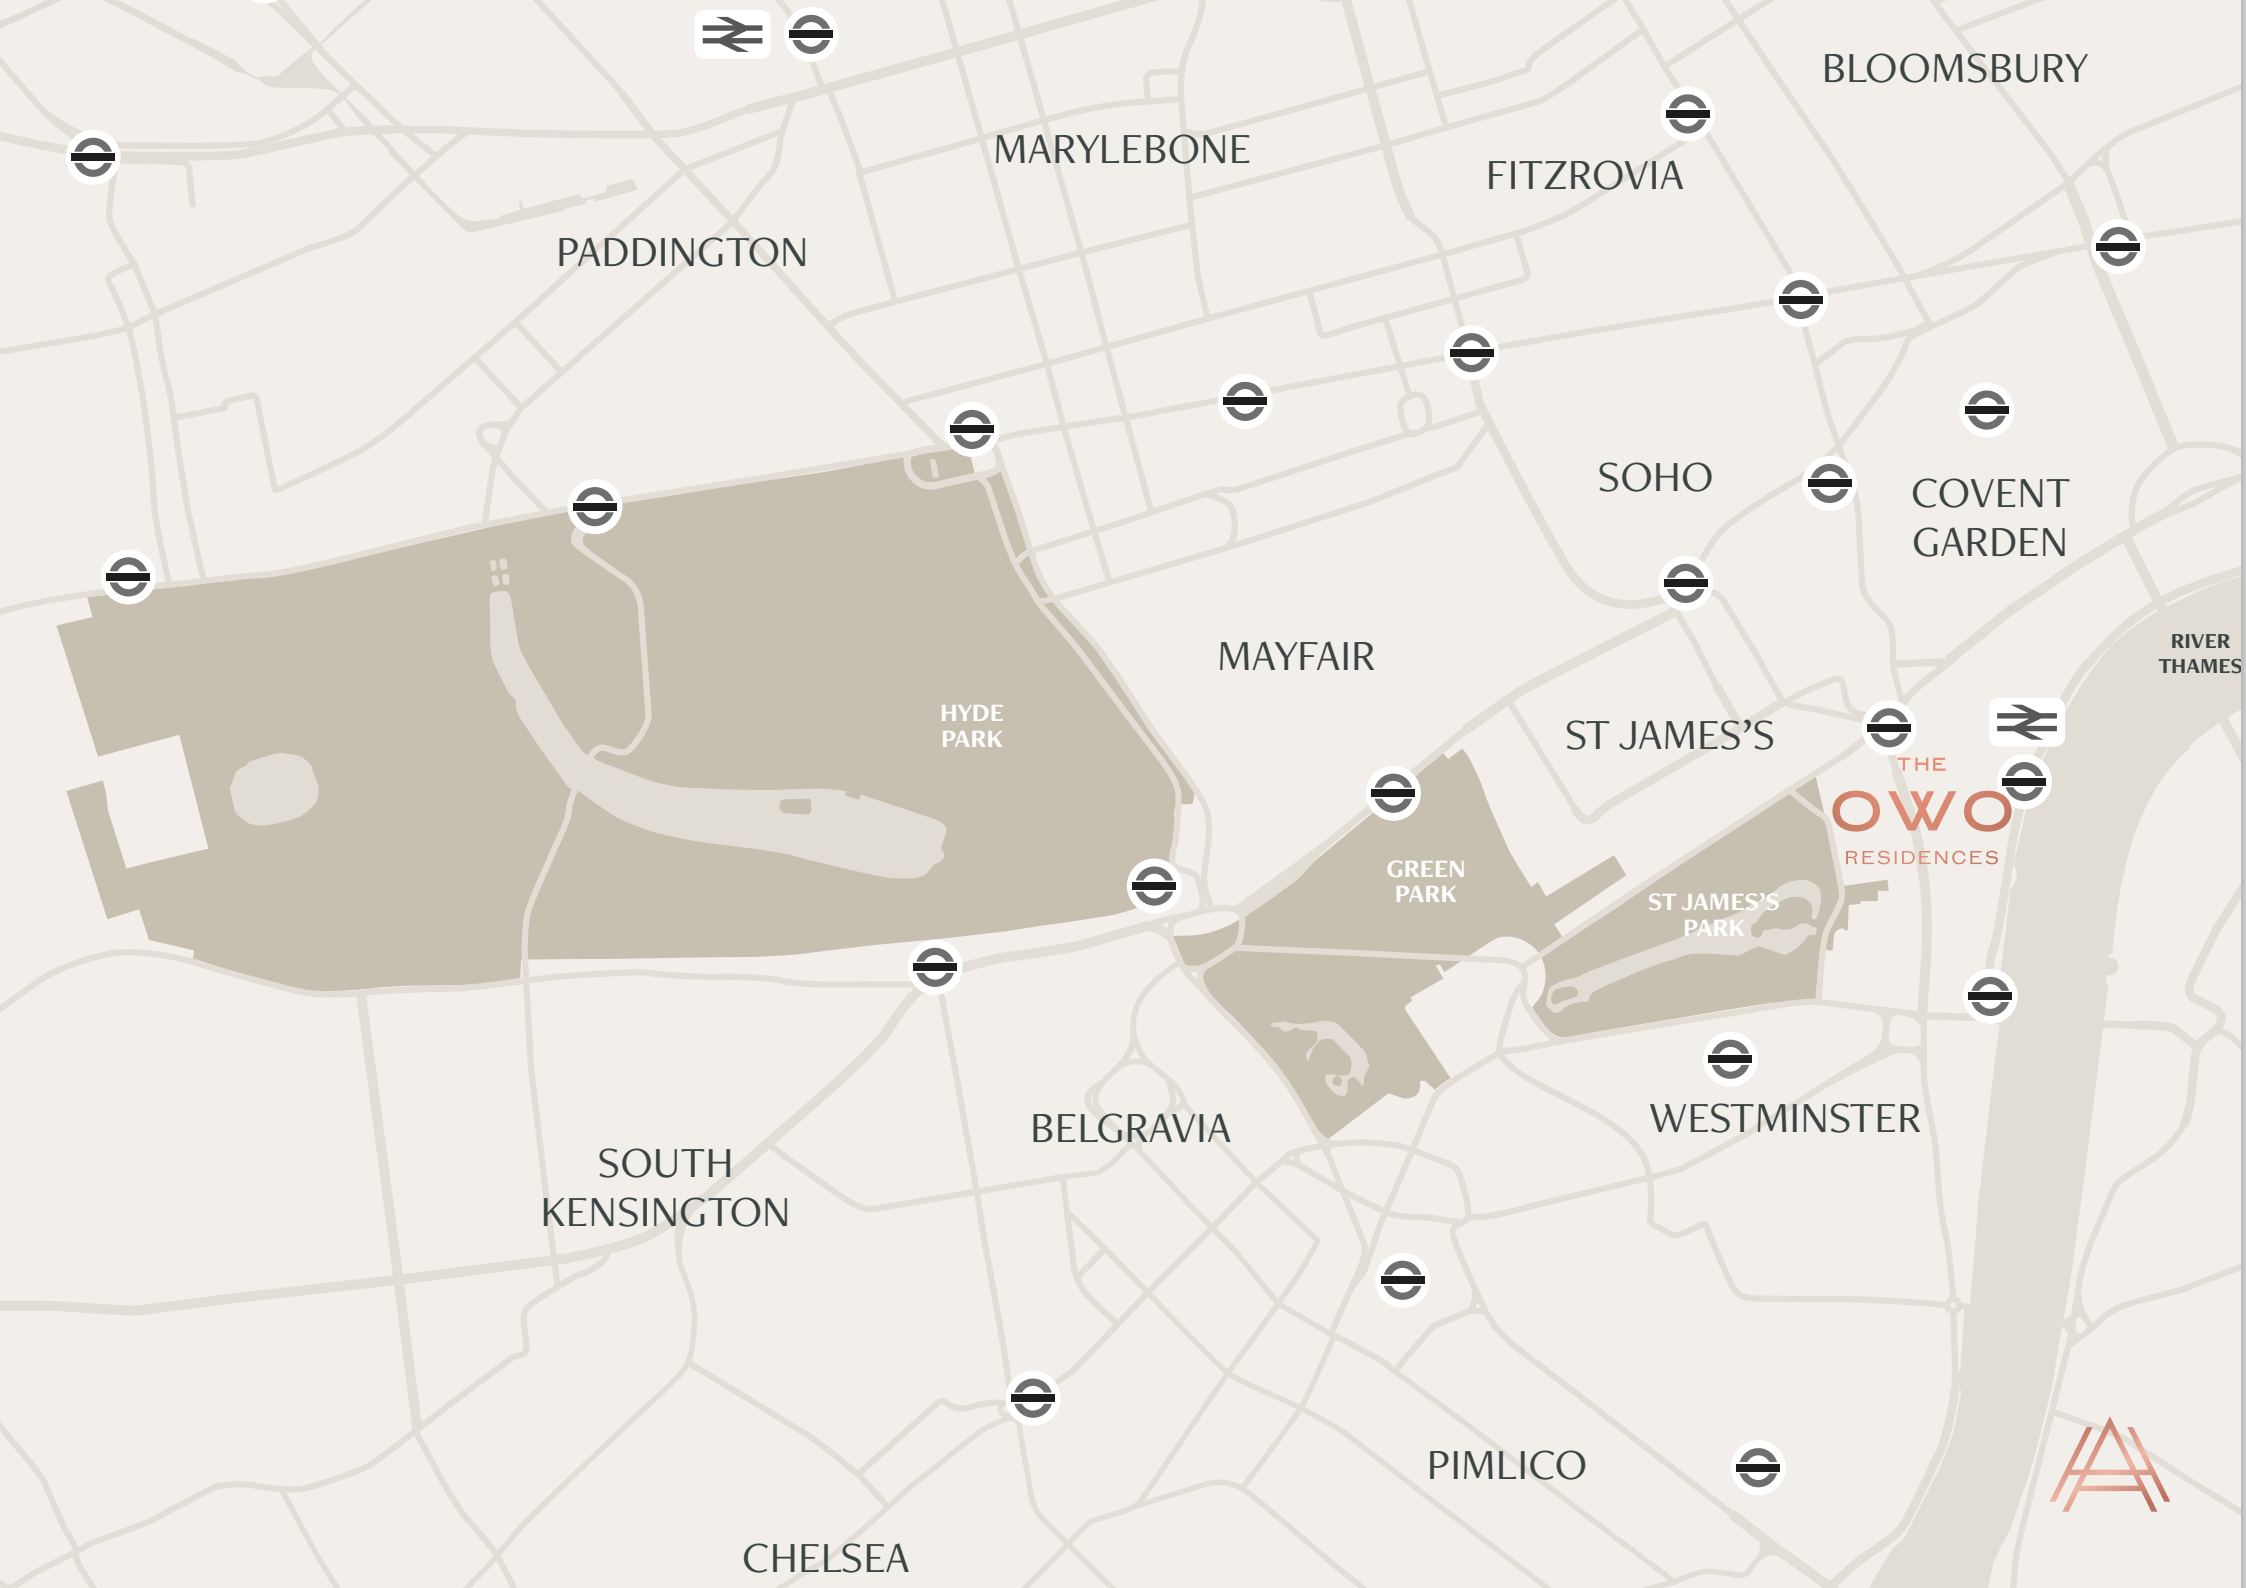 BLOOMSBURY
MARYLEBONE
FITZROVIA
PADDINGTON
SOHO
COVENT
GARDEN
RIVER
THAMES
MAYFAIR
HYDE
PARK
ST JAMES’S
THE
OWO
RESIDENCES
GREEN
PARK
ST JAMES’S
PARK
BELGRAVIA
WESTMINSTER
SOUTH
KENSINGTON
PIMLICO
CHELSEA